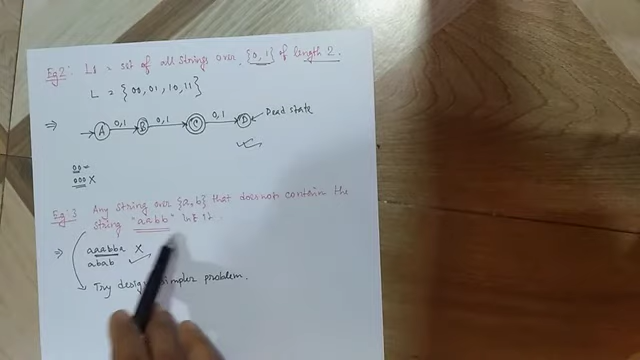 Eg 2: L1 = set of all strings over {0, 1} of length 2.
L = {00, 01, 10, 11}
⇒ A 0,1 B 0,1 C 0,1 D ← Dead state
00 -
000 X
Eg: 3 Any string over {a, b} that does not contain the
string "aabb" in it.
⇒ aaabba X
abab ✓
Try simpler problem.